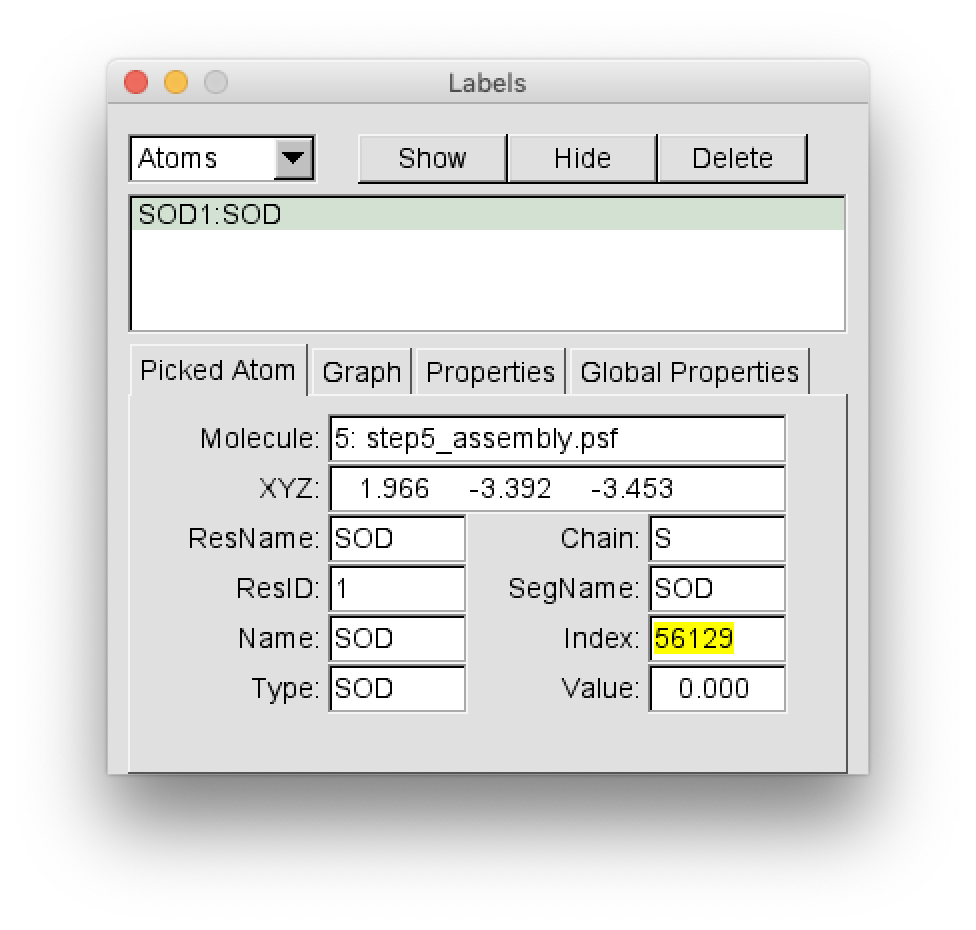 Labels
Atoms Show Hide Delete
SOD1:SOD
Picked Atom Graph Properties Global Properties
Molecule: 5: step5_assembly.psf
XYZ: 1.966 -3.392 -3.453
ResName: SOD Chain: S
ResID: 1 SegName: SOD
Name: SOD Index: 56129
Type: SOD Value: 0.000